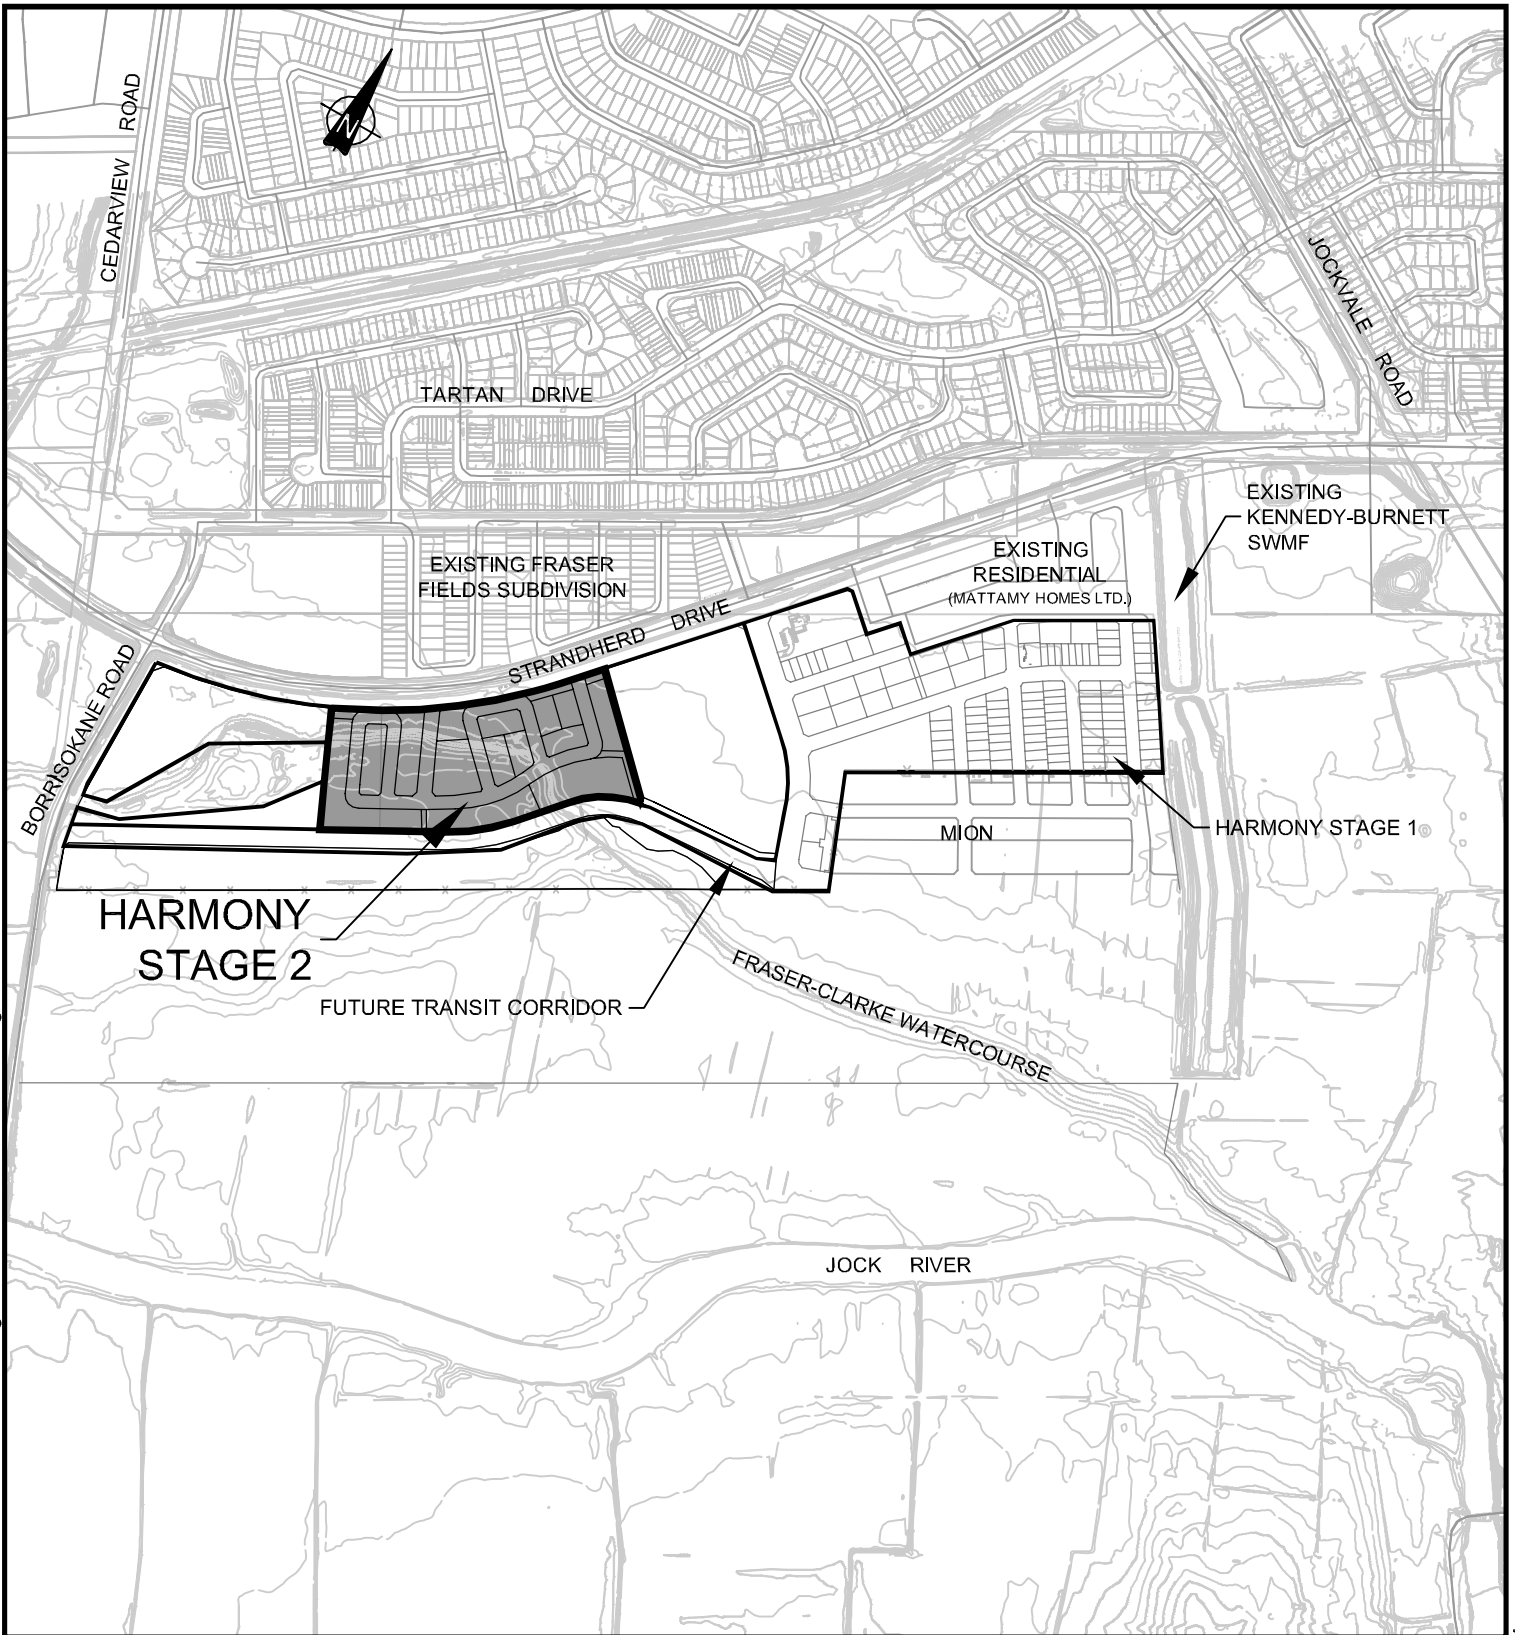 CEDARVIEW ROAD
N
JOCKVALE ROAD
TARTAN DRIVE
EXISTING
KENNEDY-BURNETT
SWMF
EXISTING FRASER
FIELDS SUBDIVISION
EXISTING
RESIDENTIAL
(MATTAMY HOMES LTD.)
STRANDHERD DRIVE
BORRISOKANE ROAD
MION
HARMONY STAGE 1
HARMONY
STAGE 2
FUTURE TRANSIT CORRIDOR
FRASER-CLARKE WATERCOURSE
JOCK RIVER